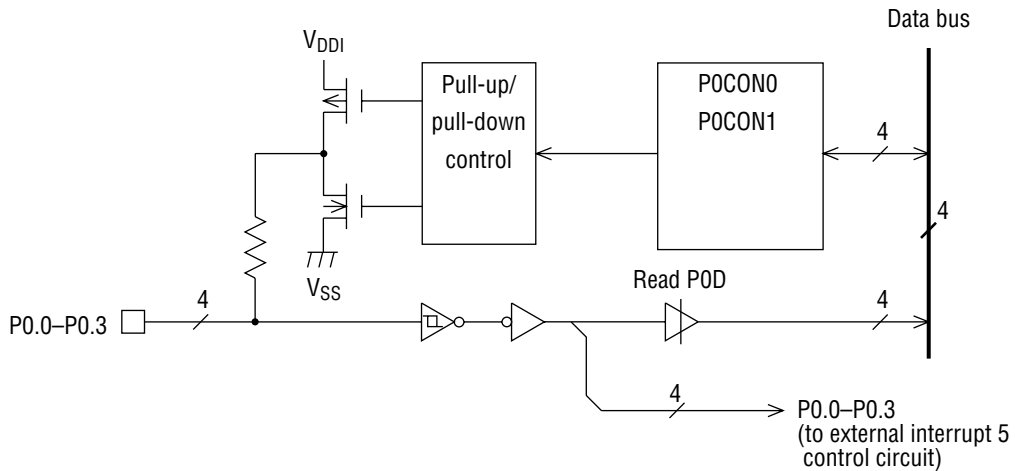 Data bus
VDDI
Pull-up/
pull-down
control
P0CON0
P0CON1
4
4
VSS
Read P0D
P0.0–P0.3
4
4
4
P0.0–P0.3
(to external interrupt 5
control circuit)